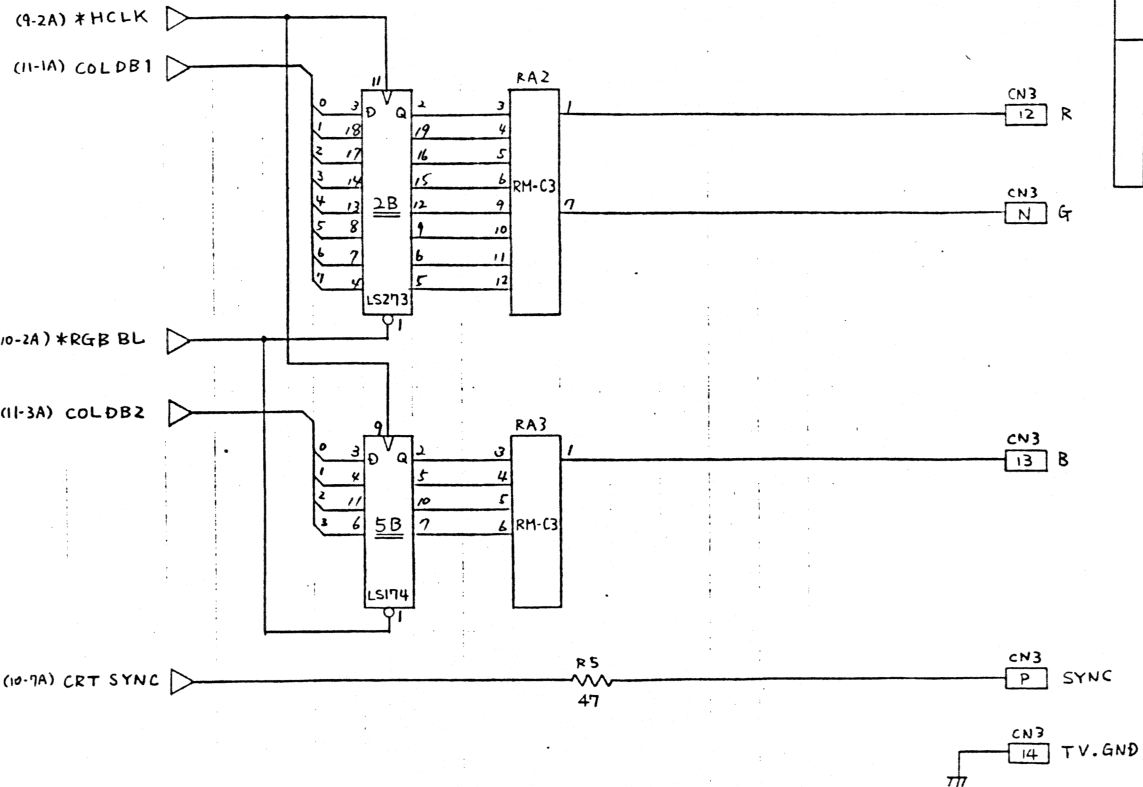 (9-2A) *HCLK
(11-1A) COLDB1
11
RA2
CN3
0 3 D Q 2 3 1 12 R
1 18 19 4
2 17 16 5
3 14 15 6 RM-C3
CN3
4 13 2B 12 9 7 N G
5 8 9 10
6 7 6 11
7 4 5 12
LS273
1
10-2A) *RGB BL
(11-3A) COLDB2
9
RA3
CN3
0 3 D Q 2 3 1 13 B
1 4 5 4
2 11 10 5
3 6 5B 7 6 RM-C3
LS174
1
(10-7A) CRT SYNC
R5
47
CN3
P SYNC
CN3
14 TV.GND